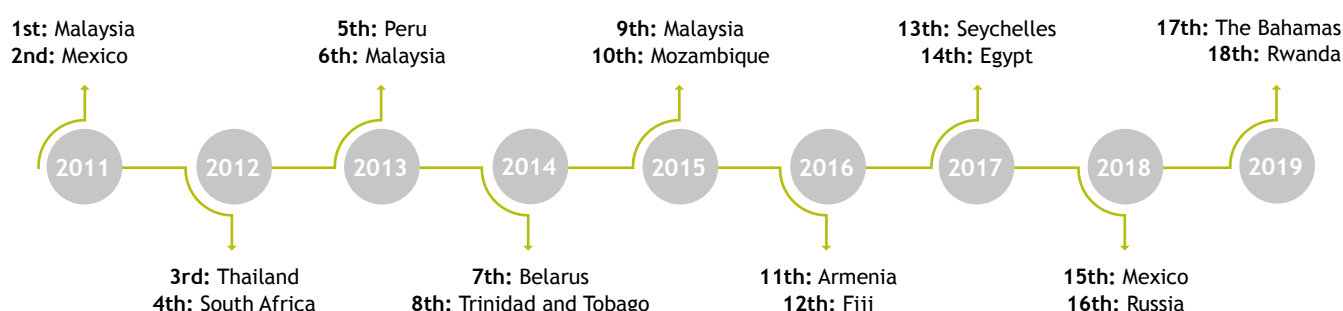 1st: Malaysia
2nd: Mexico
5th: Peru
6th: Malaysia
9th: Malaysia
10th: Mozambique
13th: Seychelles
14th: Egypt
17th: The Bahamas
18th: Rwanda
2011
2012
2013
2014
2015
2016
2017
2018
2019
3rd: Thailand
4th: South Africa
7th: Belarus
8th: Trinidad and Tobago
11th: Armenia
12th: Fiji
15th: Mexico
16th: Russia